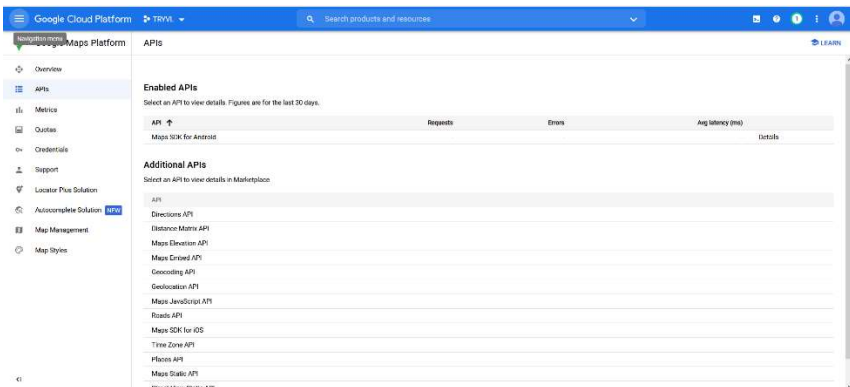 Google Cloud Platform TRYVL Search products and resources
Navigation menu
Google Maps Platform APIs LEARN
Overview
APIs
Metrics
Quotas
Credentials
Support
Locator Plus Solution
Autocomplete Solution NEW
Map Management
Map Styles
Enabled APIs
Select an API to view details. Figures are for the last 30 days.
API Requests Errors Avg latency (ms)
Maps SDK for Android Details
Additional APIs
Select an API to view details in Marketplace
API
Directions API
Distance Matrix API
Maps Elevation API
Maps Embed API
Geocoding API
Geolocation API
Maps JavaScript API
Roads API
Maps SDK for iOS
Time Zone API
Places API
Maps Static API